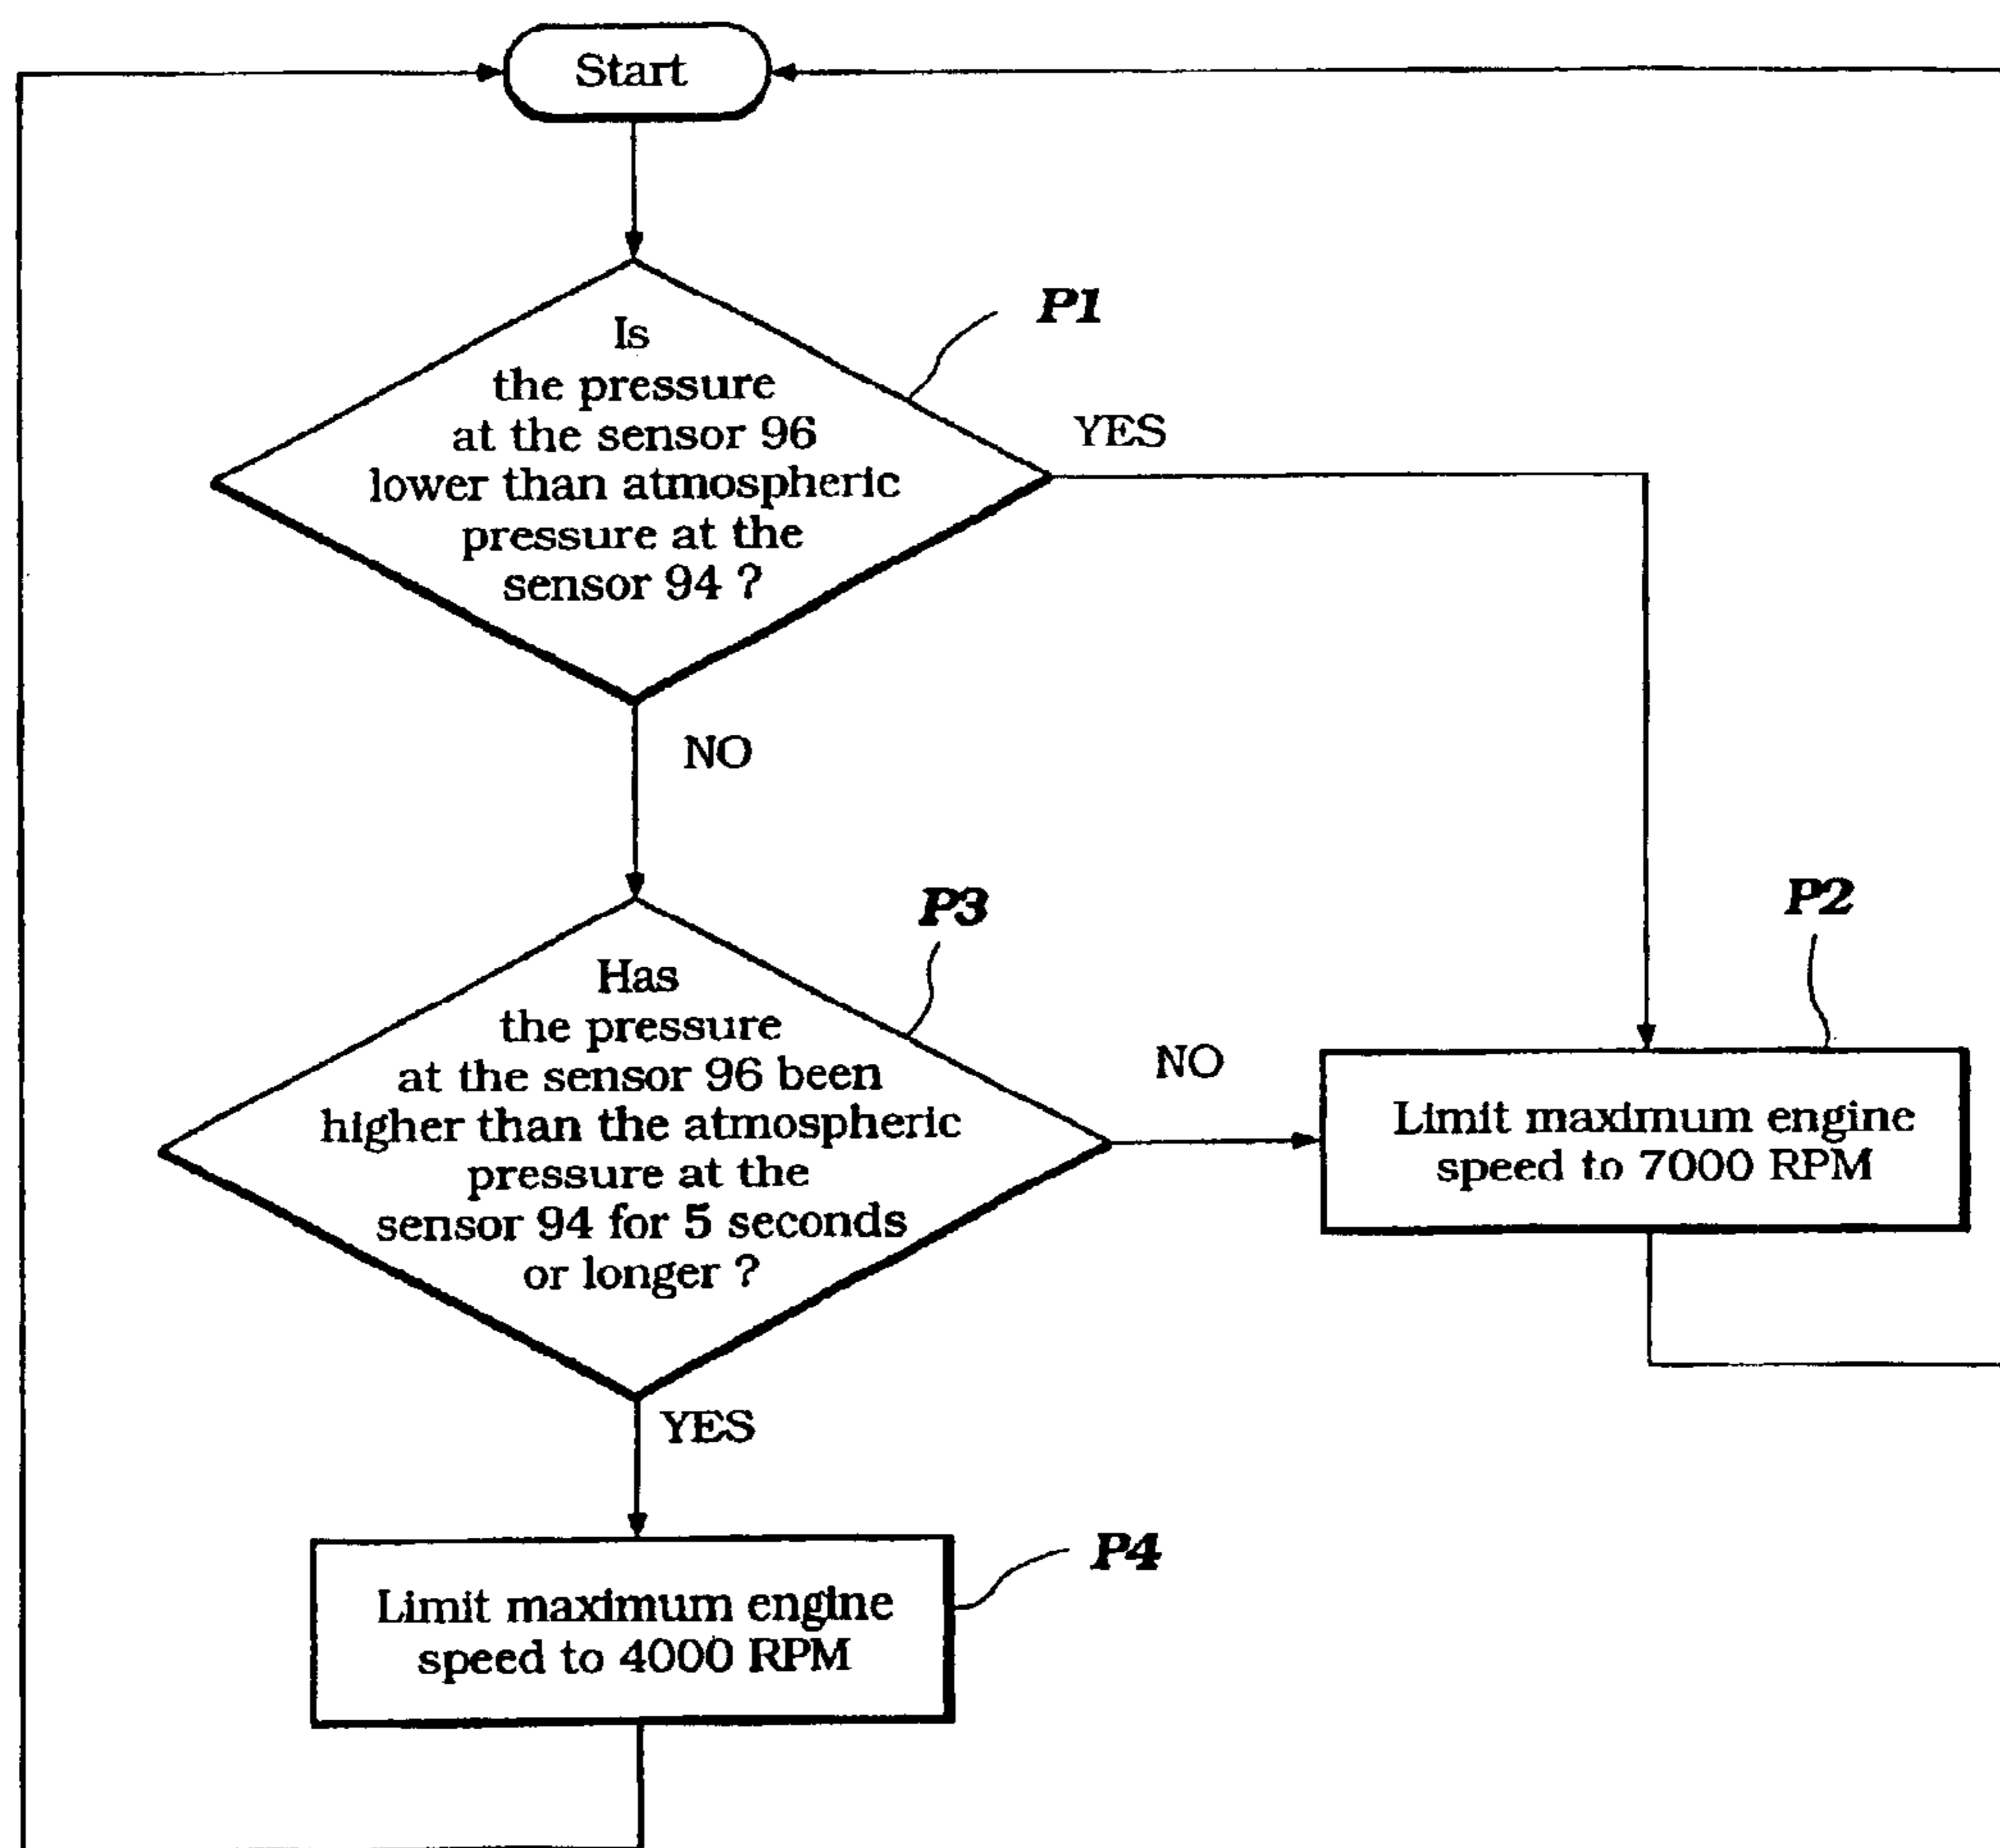 Start
P1
Is
the pressure
at the sensor 96
lower than atmospheric
pressure at the
sensor 94 ?
YES
NO
P3
Has
the pressure
at the sensor 96 been
higher than the atmospheric
pressure at the
sensor 94 for 5 seconds
or longer ?
NO
P2
Limit maximum engine
speed to 7000 RPM
YES
P4
Limit maximum engine
speed to 4000 RPM